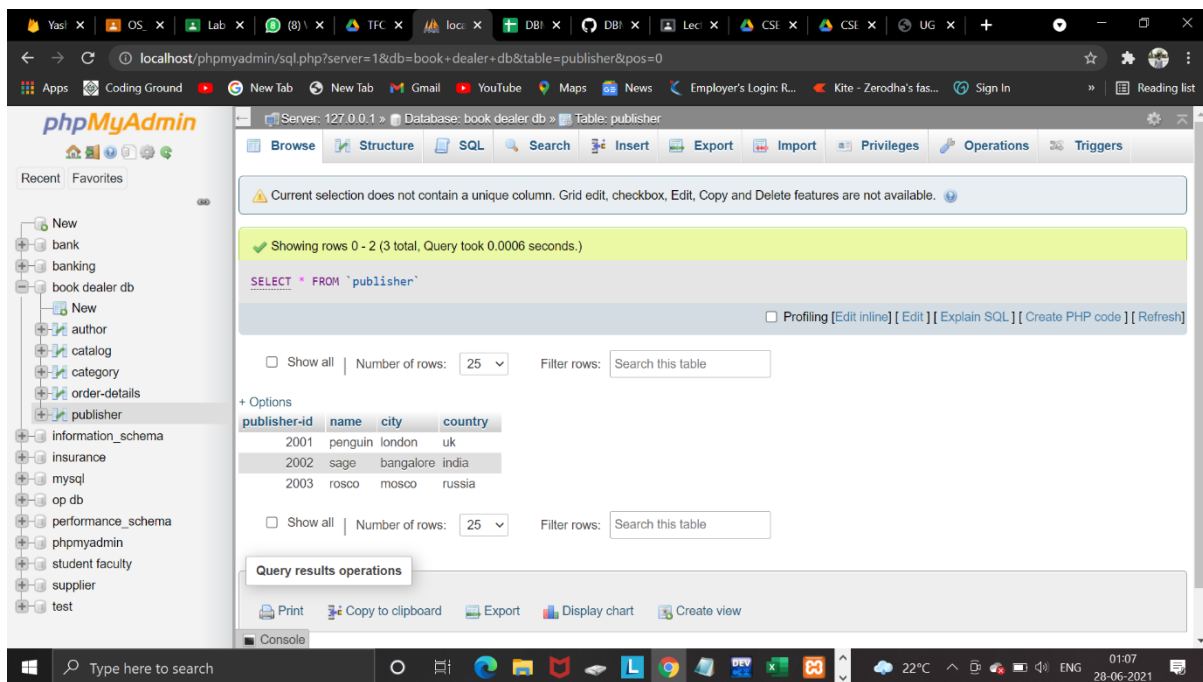 Yasl OS_ Lab (8) \ TFC loca DBI DBI Lect CSE CSE UG
localhost/phpmyadmin/sql.php?server=1&db=book+dealer+db&table=publisher&pos=0
Apps Coding Ground New Tab New Tab Gmail YouTube Maps News Employer's Login: R... Kite - Zerodha's fas... Sign In » Reading list
phpMyAdmin
Recent Favorites
New
bank
banking
book dealer db
New
author
catalog
category
order-details
publisher
information_schema
insurance
mysql
op db
performance_schema
phpmyadmin
student faculty
supplier
test
Server: 127.0.0.1 » Database: book dealer db » Table: publisher
Browse Structure SQL Search Insert Export Import Privileges Operations Triggers
Current selection does not contain a unique column. Grid edit, checkbox, Edit, Copy and Delete features are not available.
Showing rows 0 - 2 (3 total, Query took 0.0006 seconds.)
SELECT * FROM `publisher`
Profiling [Edit inline] [ Edit ] [ Explain SQL ] [ Create PHP code ] [ Refresh]
Show all | Number of rows: 25 Filter rows: Search this table
+ Options
publisher-id name city country
2001 penguin london uk
2002 sage bangalore india
2003 rosco mosco russia
Show all | Number of rows: 25 Filter rows: Search this table
Query results operations
Print Copy to clipboard Export Display chart Create view
Console
Type here to search L DEV 22°C ENG 01:07
28-06-2021